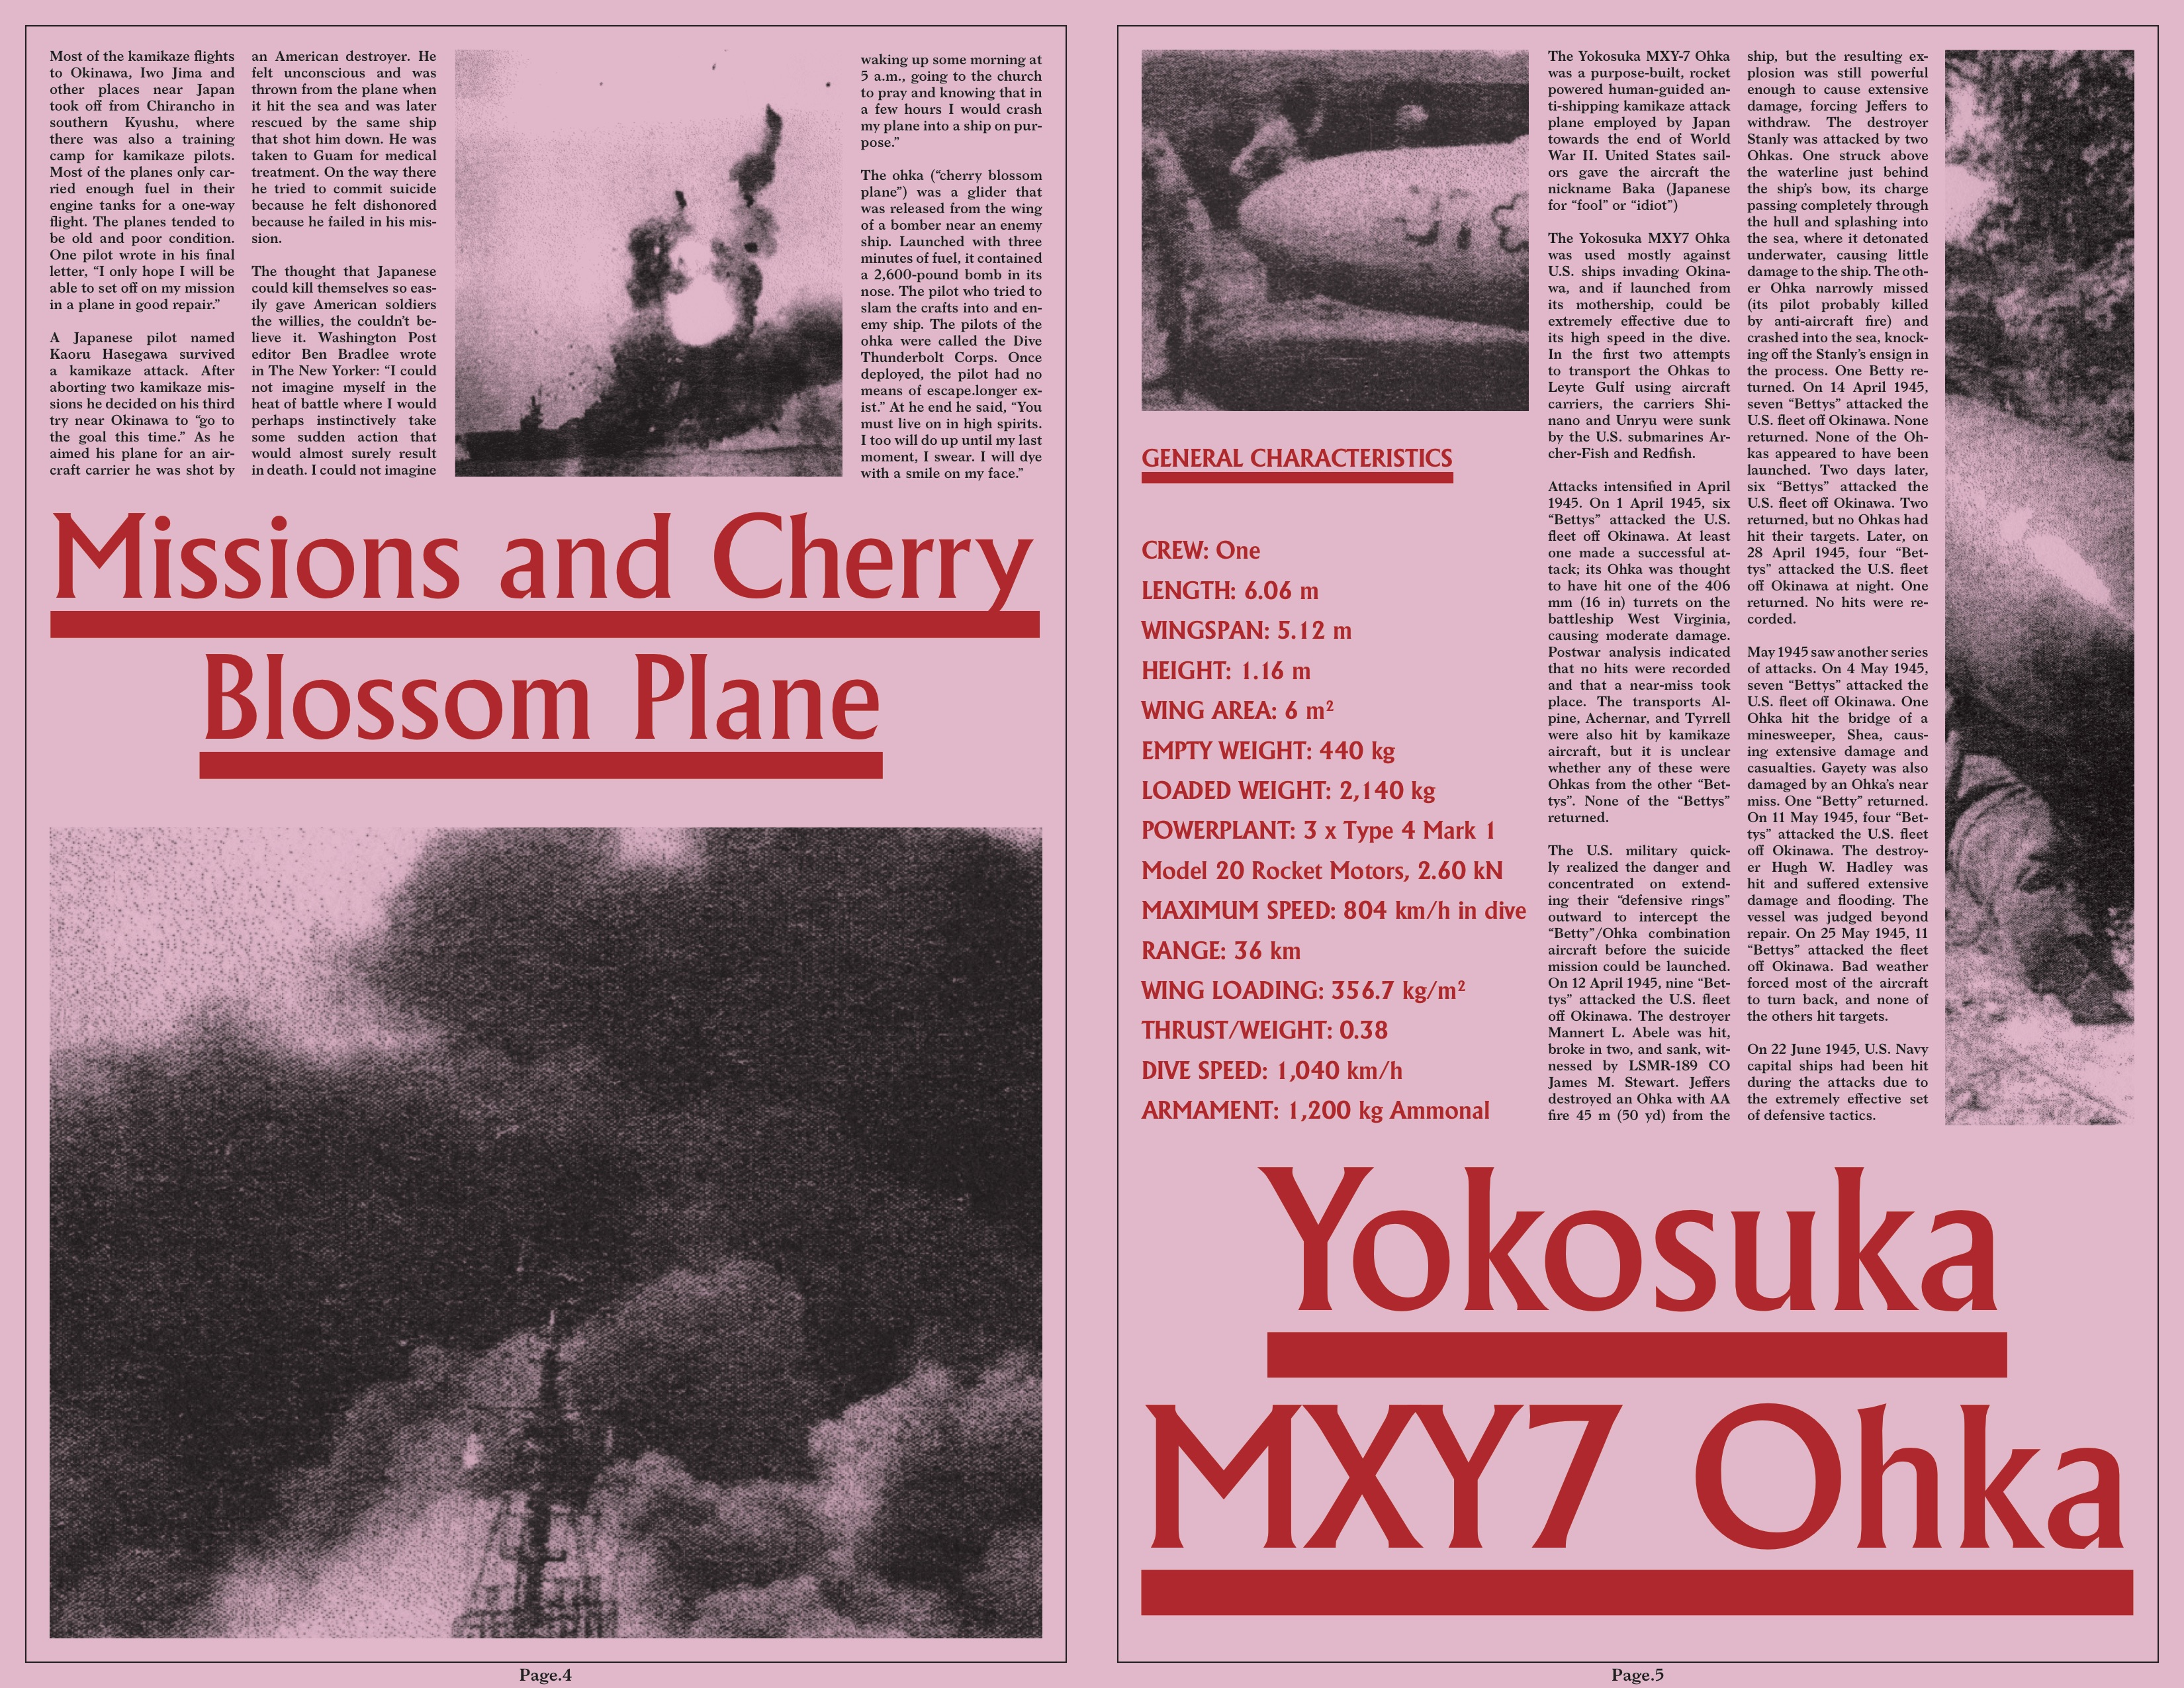 Most of the kamikaze flights
to Okinawa, Iwo Jima and
other places near Japan
took off from Chirancho in
southern Kyushu, where
there was also a training
camp for kamikaze pilots.
Most of the planes only car-
ried enough fuel in their
engine tanks for a one-way
flight. The planes tended to
be old and poor condition.
One pilot wrote in his final
letter, “I only hope I will be
able to set off on my mission
in a plane in good repair.”
A Japanese pilot named
Kaoru Hasegawa survived
a kamikaze attack. After
aborting two kamikaze mis-
sions he decided on his third
try near Okinawa to “go to
the goal this time.” As he
aimed his plane for an air-
craft carrier he was shot by
an American destroyer. He
felt unconscious and was
thrown from the plane when
it hit the sea and was later
rescued by the same ship
that shot him down. He was
taken to Guam for medical
treatment. On the way there
he tried to commit suicide
because he felt dishonored
because he failed in his mis-
sion.
The thought that Japanese
could kill themselves so eas-
ily gave American soldiers
the willies, the couldn’t be-
lieve it. Washington Post
editor Ben Bradlee wrote
in The New Yorker: “I could
not imagine myself in the
heat of battle where I would
perhaps instinctively take
some sudden action that
would almost surely result
in death. I could not imagine
waking up some morning at
5 a.m., going to the church
to pray and knowing that in
a few hours I would crash
my plane into a ship on pur-
pose.”
The ohka (“cherry blossom
plane”) was a glider that
was released from the wing
of a bomber near an enemy
ship. Launched with three
minutes of fuel, it contained
a 2,600-pound bomb in its
nose. The pilot who tried to
slam the crafts into and en-
emy ship. The pilots of the
ohka were called the Dive
Thunderbolt Corps. Once
deployed, the pilot had no
means of escape.longer ex-
ist.” At he end he said, “You
must live on in high spirits.
I too will do up until my last
moment, I swear. I will dye
with a smile on my face.”
Missions and Cherry
Blossom Plane
Page.4
GENERAL CHARACTERISTICS
CREW: One
LENGTH: 6.06 m
WINGSPAN: 5.12 m
HEIGHT: 1.16 m
WING AREA: 6 m²
EMPTY WEIGHT: 440 kg
LOADED WEIGHT: 2,140 kg
POWERPLANT: 3 x Type 4 Mark 1
Model 20 Rocket Motors, 2.60 kN
MAXIMUM SPEED: 804 km/h in dive
RANGE: 36 km
WING LOADING: 356.7 kg/m²
THRUST/WEIGHT: 0.38
DIVE SPEED: 1,040 km/h
ARMAMENT: 1,200 kg Ammonal
The Yokosuka MXY-7 Ohka
was a purpose-built, rocket
powered human-guided an-
ti-shipping kamikaze attack
plane employed by Japan
towards the end of World
War II. United States sail-
ors gave the aircraft the
nickname Baka (Japanese
for “fool” or “idiot”)
The Yokosuka MXY7 Ohka
was used mostly against
U.S. ships invading Okina-
wa, and if launched from
its mothership, could be
extremely effective due to
its high speed in the dive.
In the first two attempts
to transport the Ohkas to
Leyte Gulf using aircraft
carriers, the carriers Shi-
nano and Unryu were sunk
by the U.S. submarines Ar-
cher-Fish and Redfish.
Attacks intensified in April
1945. On 1 April 1945, six
“Bettys” attacked the U.S.
fleet off Okinawa. At least
one made a successful at-
tack; its Ohka was thought
to have hit one of the 406
mm (16 in) turrets on the
battleship West Virginia,
causing moderate damage.
Postwar analysis indicated
that no hits were recorded
and that a near-miss took
place. The transports Al-
pine, Achernar, and Tyrrell
were also hit by kamikaze
aircraft, but it is unclear
whether any of these were
Ohkas from the other “Bet-
tys”. None of the “Bettys”
returned.
The U.S. military quick-
ly realized the danger and
concentrated on extend-
ing their “defensive rings”
outward to intercept the
“Betty”/Ohka combination
aircraft before the suicide
mission could be launched.
On 12 April 1945, nine “Bet-
tys” attacked the U.S. fleet
off Okinawa. The destroyer
Mannert L. Abele was hit,
broke in two, and sank, wit-
nessed by LSMR-189 CO
James M. Stewart. Jeffers
destroyed an Ohka with AA
fire 45 m (50 yd) from the
ship, but the resulting ex-
plosion was still powerful
enough to cause extensive
damage, forcing Jeffers to
withdraw. The destroyer
Stanly was attacked by two
Ohkas. One struck above
the waterline just behind
the ship’s bow, its charge
passing completely through
the hull and splashing into
the sea, where it detonated
underwater, causing little
damage to the ship. The oth-
er Ohka narrowly missed
(its pilot probably killed
by anti-aircraft fire) and
crashed into the sea, knock-
ing off the Stanly’s ensign in
the process. One Betty re-
turned. On 14 April 1945,
seven “Bettys” attacked the
U.S. fleet off Okinawa. None
returned. None of the Oh-
kas appeared to have been
launched. Two days later,
six “Bettys” attacked the
U.S. fleet off Okinawa. Two
returned, but no Ohkas had
hit their targets. Later, on
28 April 1945, four “Bet-
tys” attacked the U.S. fleet
off Okinawa at night. One
returned. No hits were re-
corded.
May 1945 saw another series
of attacks. On 4 May 1945,
seven “Bettys” attacked the
U.S. fleet off Okinawa. One
Ohka hit the bridge of a
minesweeper, Shea, caus-
ing extensive damage and
casualties. Gayety was also
damaged by an Ohka’s near
miss. One “Betty” returned.
On 11 May 1945, four “Bet-
tys” attacked the U.S. fleet
off Okinawa. The destroy-
er Hugh W. Hadley was
hit and suffered extensive
damage and flooding. The
vessel was judged beyond
repair. On 25 May 1945, 11
“Bettys” attacked the fleet
off Okinawa. Bad weather
forced most of the aircraft
to turn back, and none of
the others hit targets.
On 22 June 1945, U.S. Navy
capital ships had been hit
during the attacks due to
the extremely effective set
of defensive tactics.
Yokosuka
MXY7 Ohka
Page.5